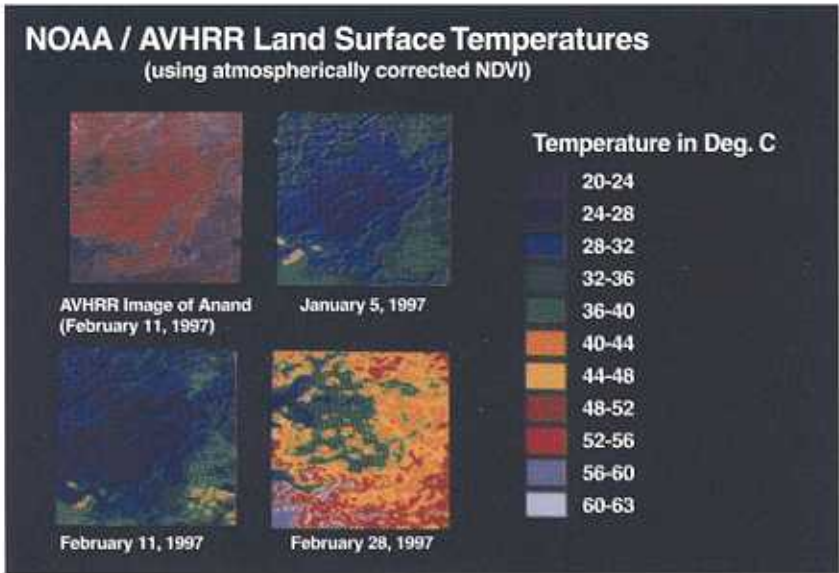 NOAA / AVHRR Land Surface Temperatures
(using atmospherically corrected NDVI)
Temperature in Deg. C
20-24
24-28
28-32
32-36
36-40
40-44
44-48
48-52
52-56
56-60
60-63
AVHRR Image of Anand
(February 11, 1997)
January 5, 1997
February 11, 1997
February 28, 1997